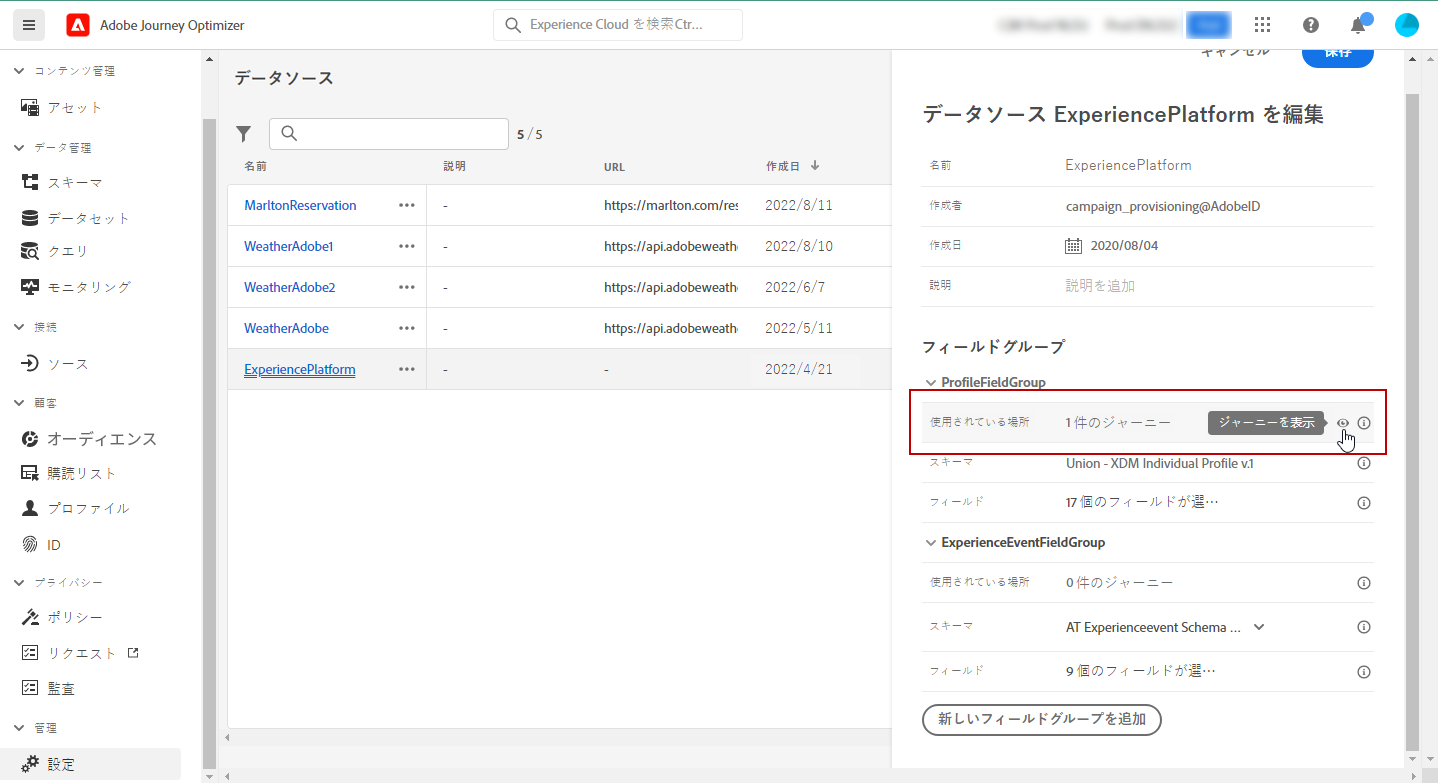 Adobe Journey Optimizer
Experience Cloud を検索Ctr...
コンテンツ管理
アセット
データ管理
スキーマ
データセット
クエリ
モニタリング
接続
ソース
顧客
オーディエンス
購読リスト
プロファイル
ID
プライバシー
ポリシー
リクエスト
監査
管理
設定
データソース
5 / 5
名前 説明 URL 作成日
MarltonReservation ••• - https://marlton.com/res 2022/8/11
WeatherAdobe1 ••• - https://api.adobeweath 2022/8/10
WeatherAdobe2 ••• - https://api.adobeweath 2022/6/7
WeatherAdobe ••• - https://api.adobeweath 2022/5/11
ExperiencePlatform ••• - - 2022/4/21
キャンセル 保存
データソース ExperiencePlatform を編集
名前 ExperiencePlatform
作成者 campaign_provisioning@AdobeID
作成日 2020/08/04
説明 説明を追加
フィールドグループ
ProfileFieldGroup
使用されている場所 1 件のジャーニー ジャーニーを表示
スキーマ Union - XDM Individual Profile v.1
フィールド 17 個のフィールドが選…
ExperienceEventFieldGroup
使用されている場所 0 件のジャーニー
スキーマ AT Experienceevent Schema ...
フィールド 9 個のフィールドが選…
新しいフィールドグループを追加